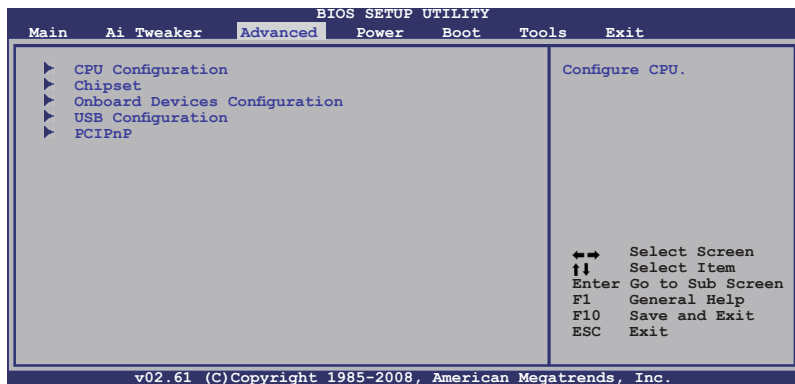 BIOS SETUP UTILITY
Main Ai Tweaker Advanced Power Boot Tools Exit
CPU Configuration
Chipset
Onboard Devices Configuration
USB Configuration
PCIPnP
Configure CPU.
Select Screen
Select Item
Enter Go to Sub Screen
F1 General Help
F10 Save and Exit
ESC Exit
v02.61 (C)Copyright 1985-2008, American Megatrends, Inc.